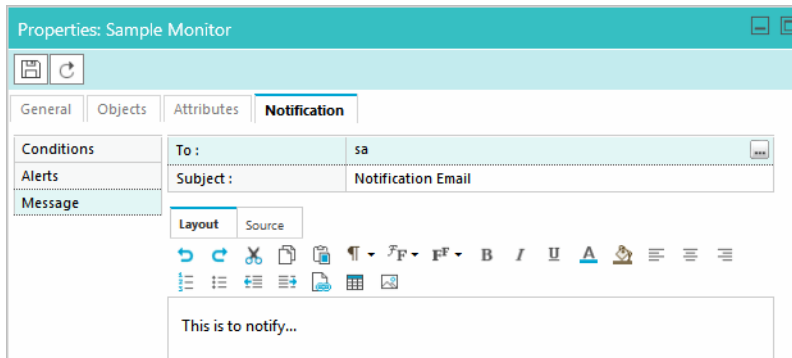 Properties: Sample Monitor
General Objects Attributes Notification
Conditions
Alerts
Message
To : sa ...
Subject : Notification Email
Layout Source
B I U A
This is to notify...